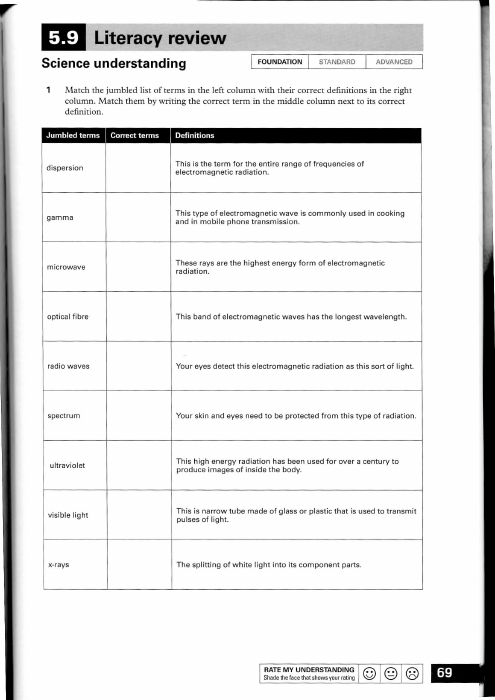 5.9 Literacy review
Science understanding
FOUNDATION STANDARD ADVANCED
1 Match the jumbled list of terms in the left column with their correct definitions in the right
column. Match them by writing the correct term in the middle column next to its correct
definition.
Jumbled terms Correct terms Definitions
dispersion
This is the term for the entire range of frequencies of
electromagnetic radiation.
gamma
This type of electromagnetic wave is commonly used in cooking
and in mobile phone transmission.
microwave
These rays are the highest energy form of electromagnetic
radiation.
optical fibre
This band of electromagnetic waves has the longest wavelength.
radio waves
Your eyes detect this electromagnetic radiation as this sort of light.
spectrum
Your skin and eyes need to be protected from this type of radiation.
ultraviolet
This high energy radiation has been used for over a century to
produce images of inside the body.
visible light
This is narrow tube made of glass or plastic that is used to transmit
pulses of light.
x-rays
The splitting of white light into its component parts.
RATE MY UNDERSTANDING
Shade the face that shows your rating
69